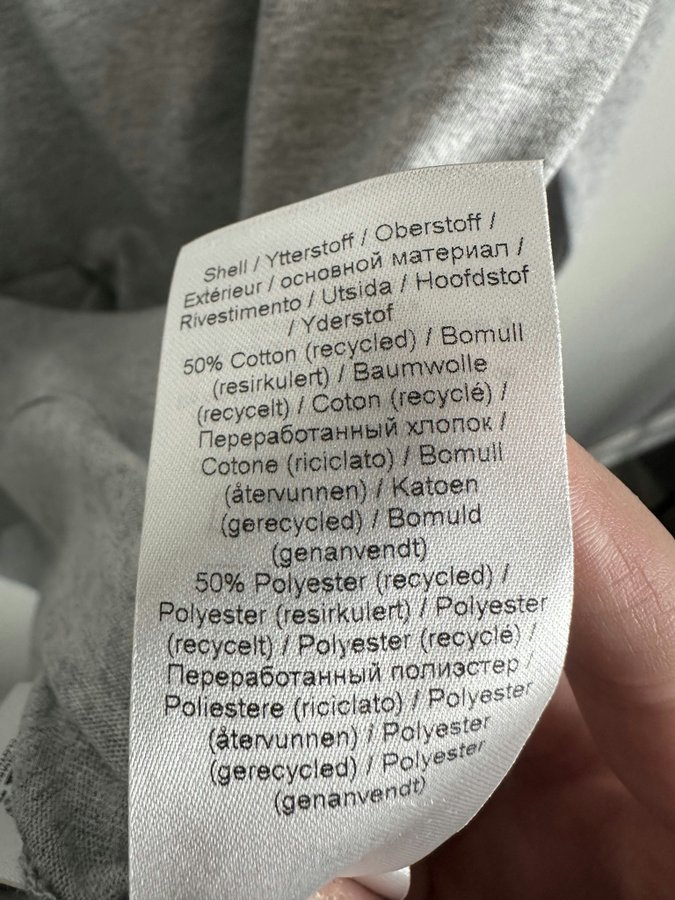 Shell / Ytterstoff / Oberstoff /
Extérieur / основной материал /
Rivestimento / Utsida / Hoofdstof
/ Yderstof
50% Cotton (recycled) / Bomull
(resirkulert) / Baumwolle
(recycelt) / Coton (recyclé) /
Переработанный хлопок /
Cotone (riciclato) / Bomull
(återvunnen) / Katoen
(gerecycled) / Bomuld
(genanvendt)
50% Polyester (recycled) /
Polyester (resirkulert) / Polyester
(recycelt) / Polyester (recyclé) /
Переработанный полиэстер /
Poliestere (riciclato) / Polyester
(återvunnen) / Polyester
(gerecycled) / Polyester
(genanvendt)